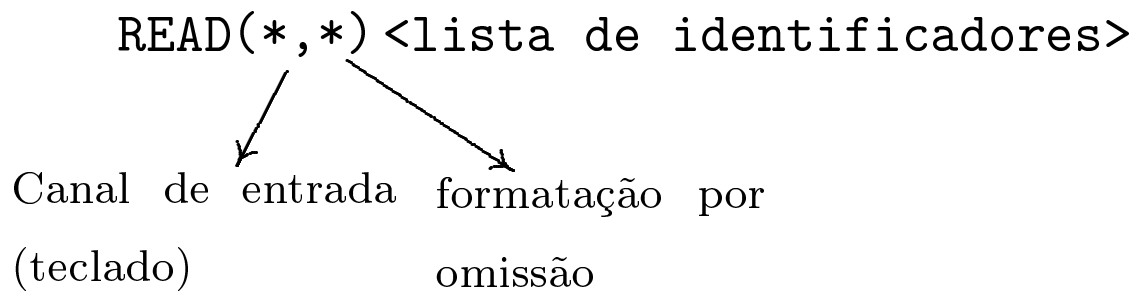 READ(*,*)<lista de identificadores>
Canal de entrada
(teclado)
formatação por
omissão